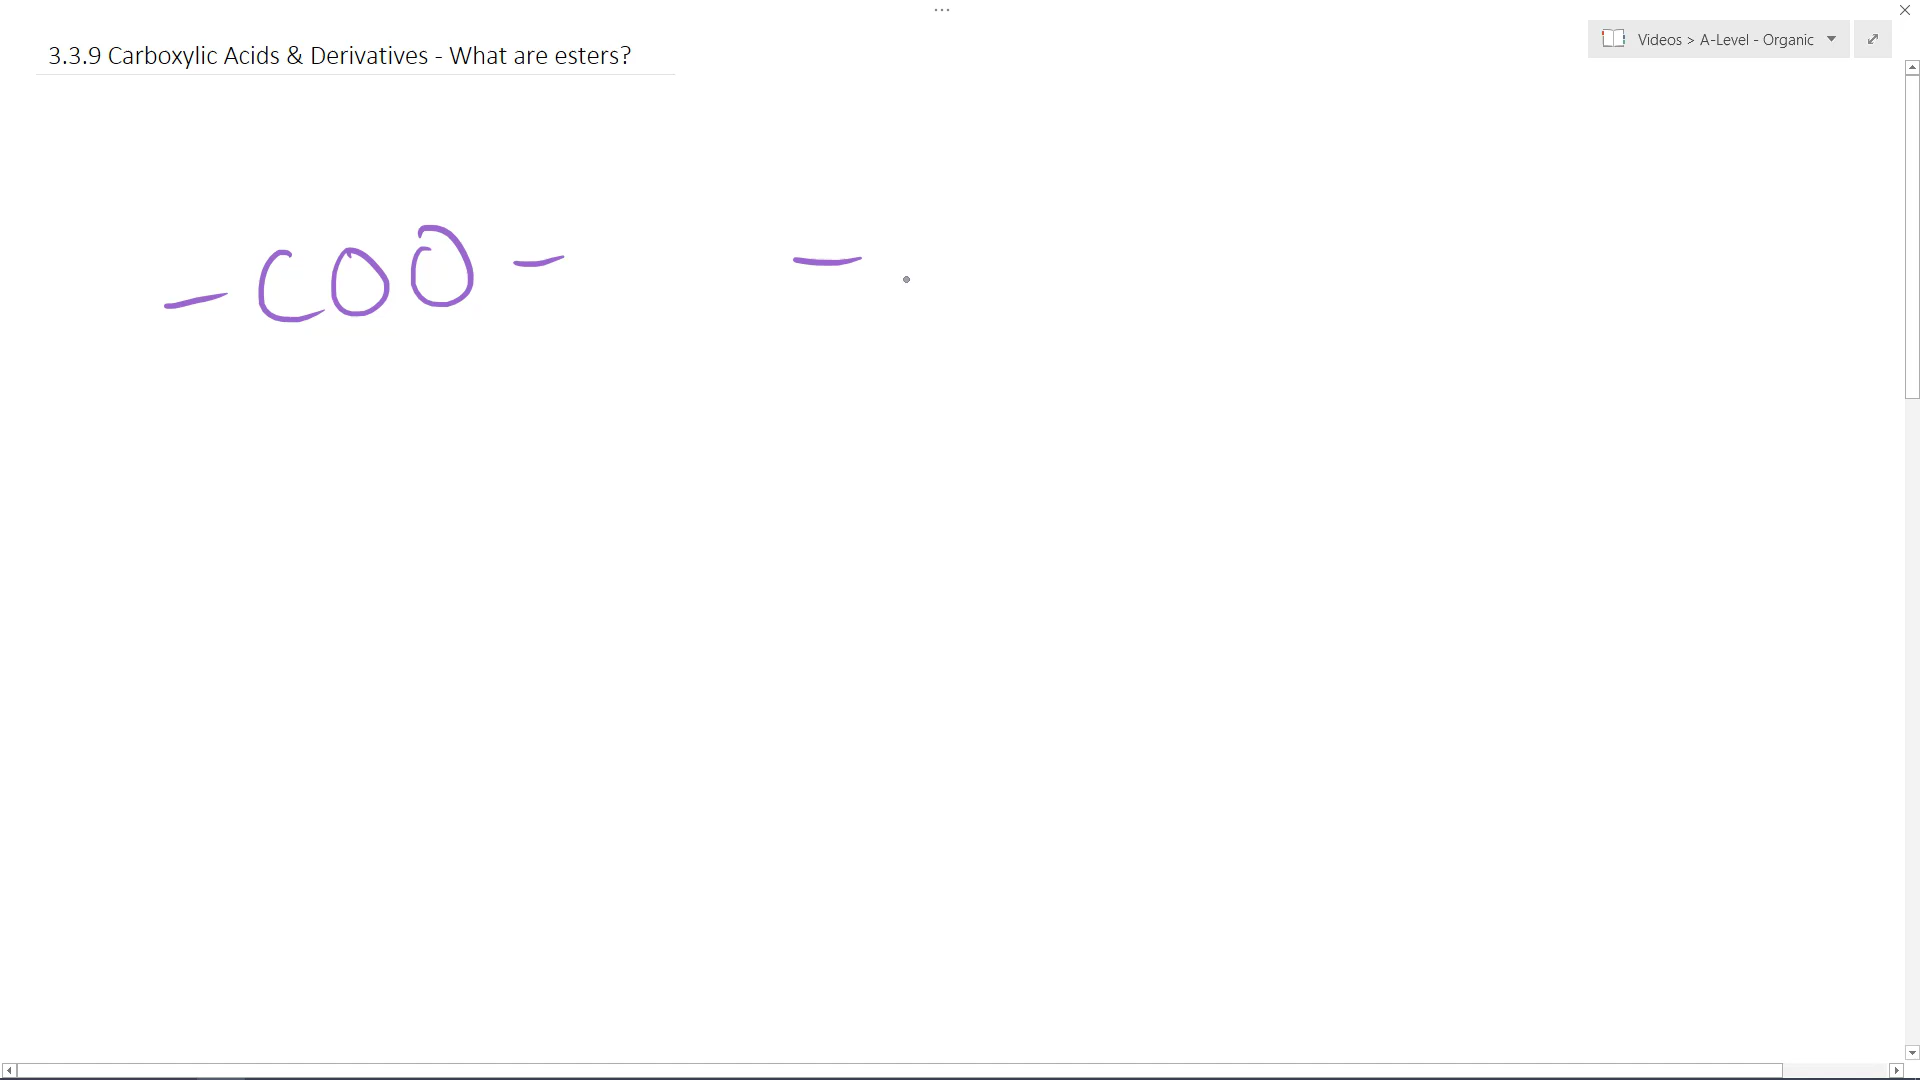 3.3.9 Carboxylic Acids & Derivatives - What are esters?
Videos > A-Level - Organic
-COO- -